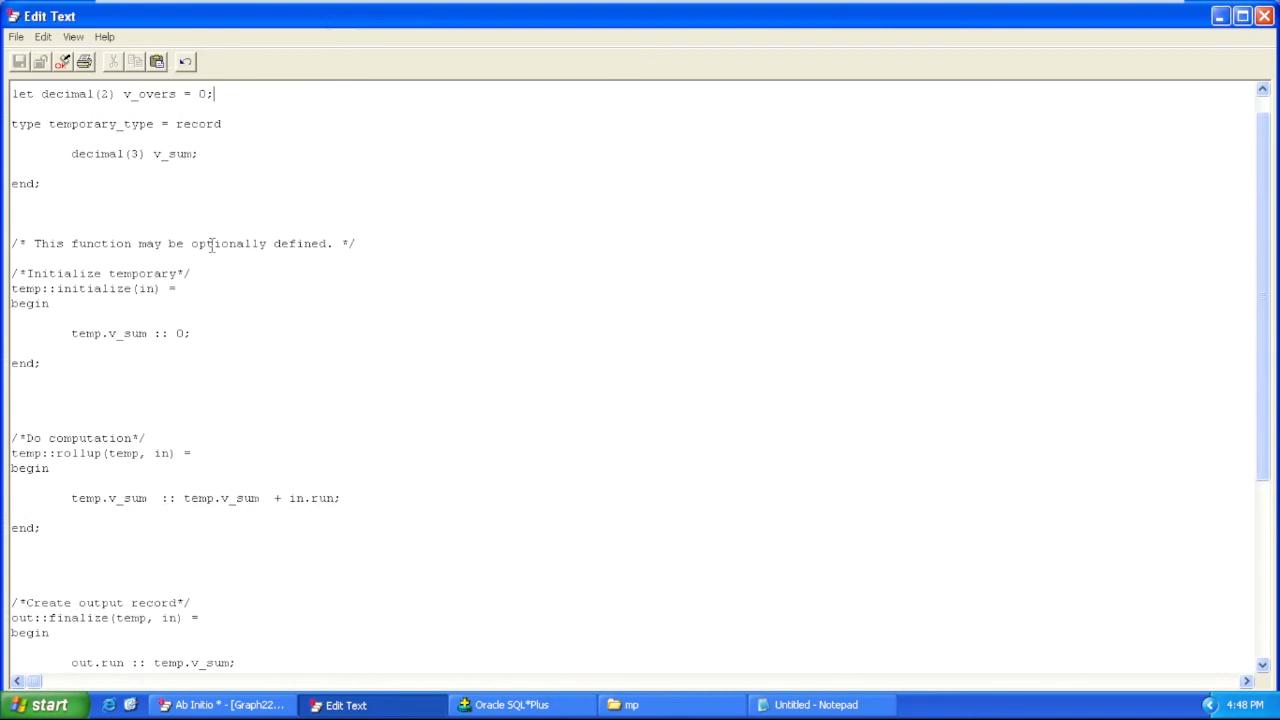 Edit Text
File Edit View Help
let decimal(2) v_overs = 0;
type temporary_type = record
decimal(3) v_sum;
end;
/* This function may be optionally defined. */
/*Initialize temporary*/
temp::initialize(in) =
begin
temp.v_sum :: 0;
end;
/*Do computation*/
temp::rollup(temp, in) =
begin
temp.v_sum :: temp.v_sum + in.run;
end;
/*Create output record*/
out::finalize(temp, in) =
begin
out.run :: temp.v_sum;
start Ab Initio * - [Graph22... Edit Text Oracle SQL*Plus mp Untitled - Notepad 4:48 PM